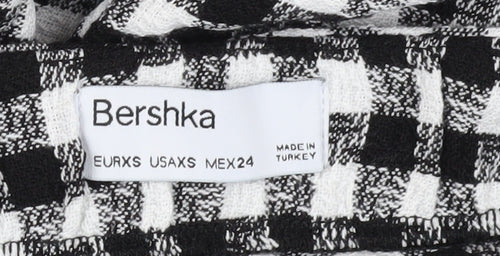 Bershka
EURXS USAXS MEX24
MADE IN
TURKEY